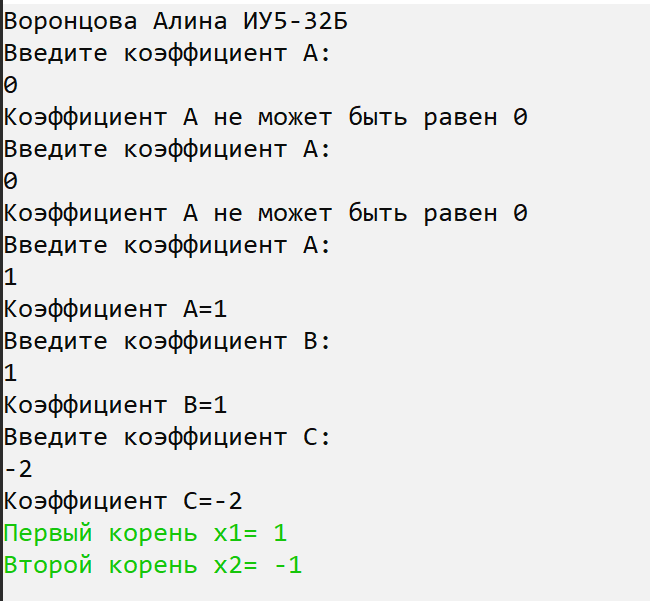 Воронцова Алина ИУ5-32Б
Введите коэффициент А:
0
Коэффициент А не может быть равен 0
Введите коэффициент А:
0
Коэффициент А не может быть равен 0
Введите коэффициент А:
1
Коэффициент А=1
Введите коэффициент В:
1
Коэффициент В=1
Введите коэффициент С:
-2
Коэффициент С=-2
Первый корень x1= 1
Второй корень x2= -1